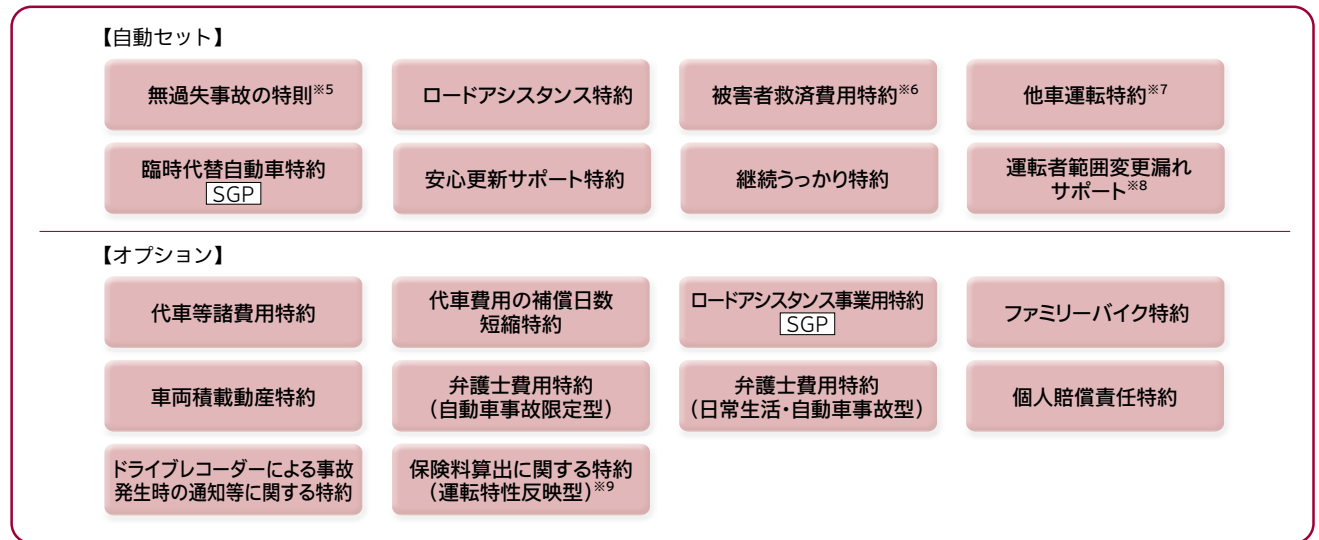 【自動セット】
無過失事故の特則※5
ロードアシスタンス特約
被害者救済費用特約※6
他車運転特約※7
臨時代替自動車特約
SGP
安心更新サポート特約
継続うっかり特約
運転者範囲変更漏れ
サポート※8
【オプション】
代車等諸費用特約
代車費用の補償日数
短縮特約
ロードアシスタンス事業用特約
SGP
ファミリーバイク特約
車両積載動産特約
弁護士費用特約
（自動車事故限定型）
弁護士費用特約
（日常生活・自動車事故型）
個人賠償責任特約
ドライブレコーダーによる事故
発生時の通知等に関する特約
保険料算出に関する特約
（運転特性反映型）※9